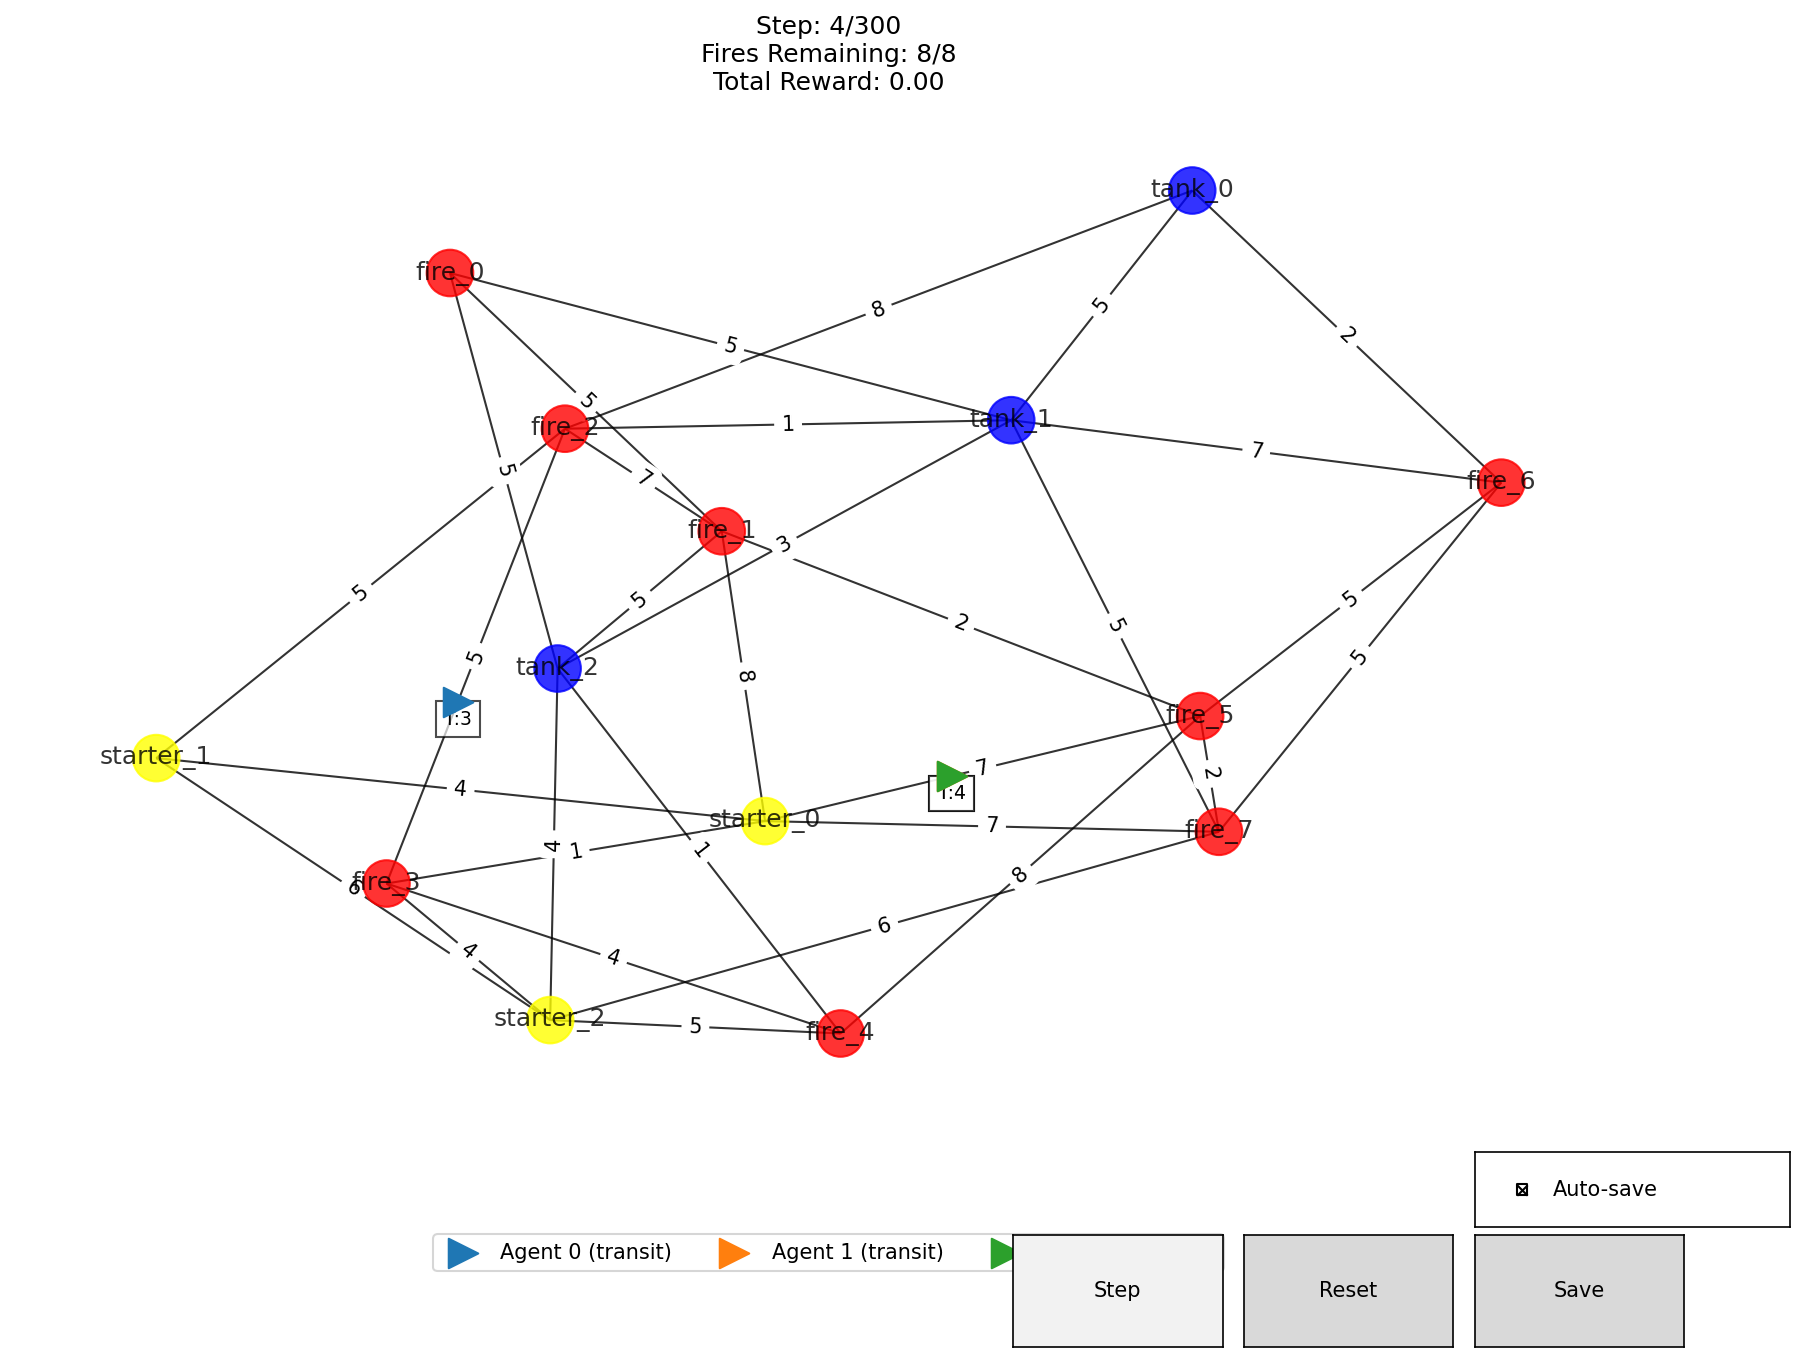 Step: 4/300
Fires Remaining: 8/8
Total Reward: 0.00
tank_0
fire_0
8
5
2
5
5
fire_2
1
tank_1
7
5
7
fire_6
fire_1
3
5
5
5
2
5
5
5
8
tank_2
T:3
fire_5
starter_1
7
2
4
T:4
starter_0
7
fire_7
4
1
1
fire_3
6
8
6
4
4
starter_2
5
fire_4
Auto-save
Agent 0 (transit)
Agent 1 (transit)
Step
Reset
Save